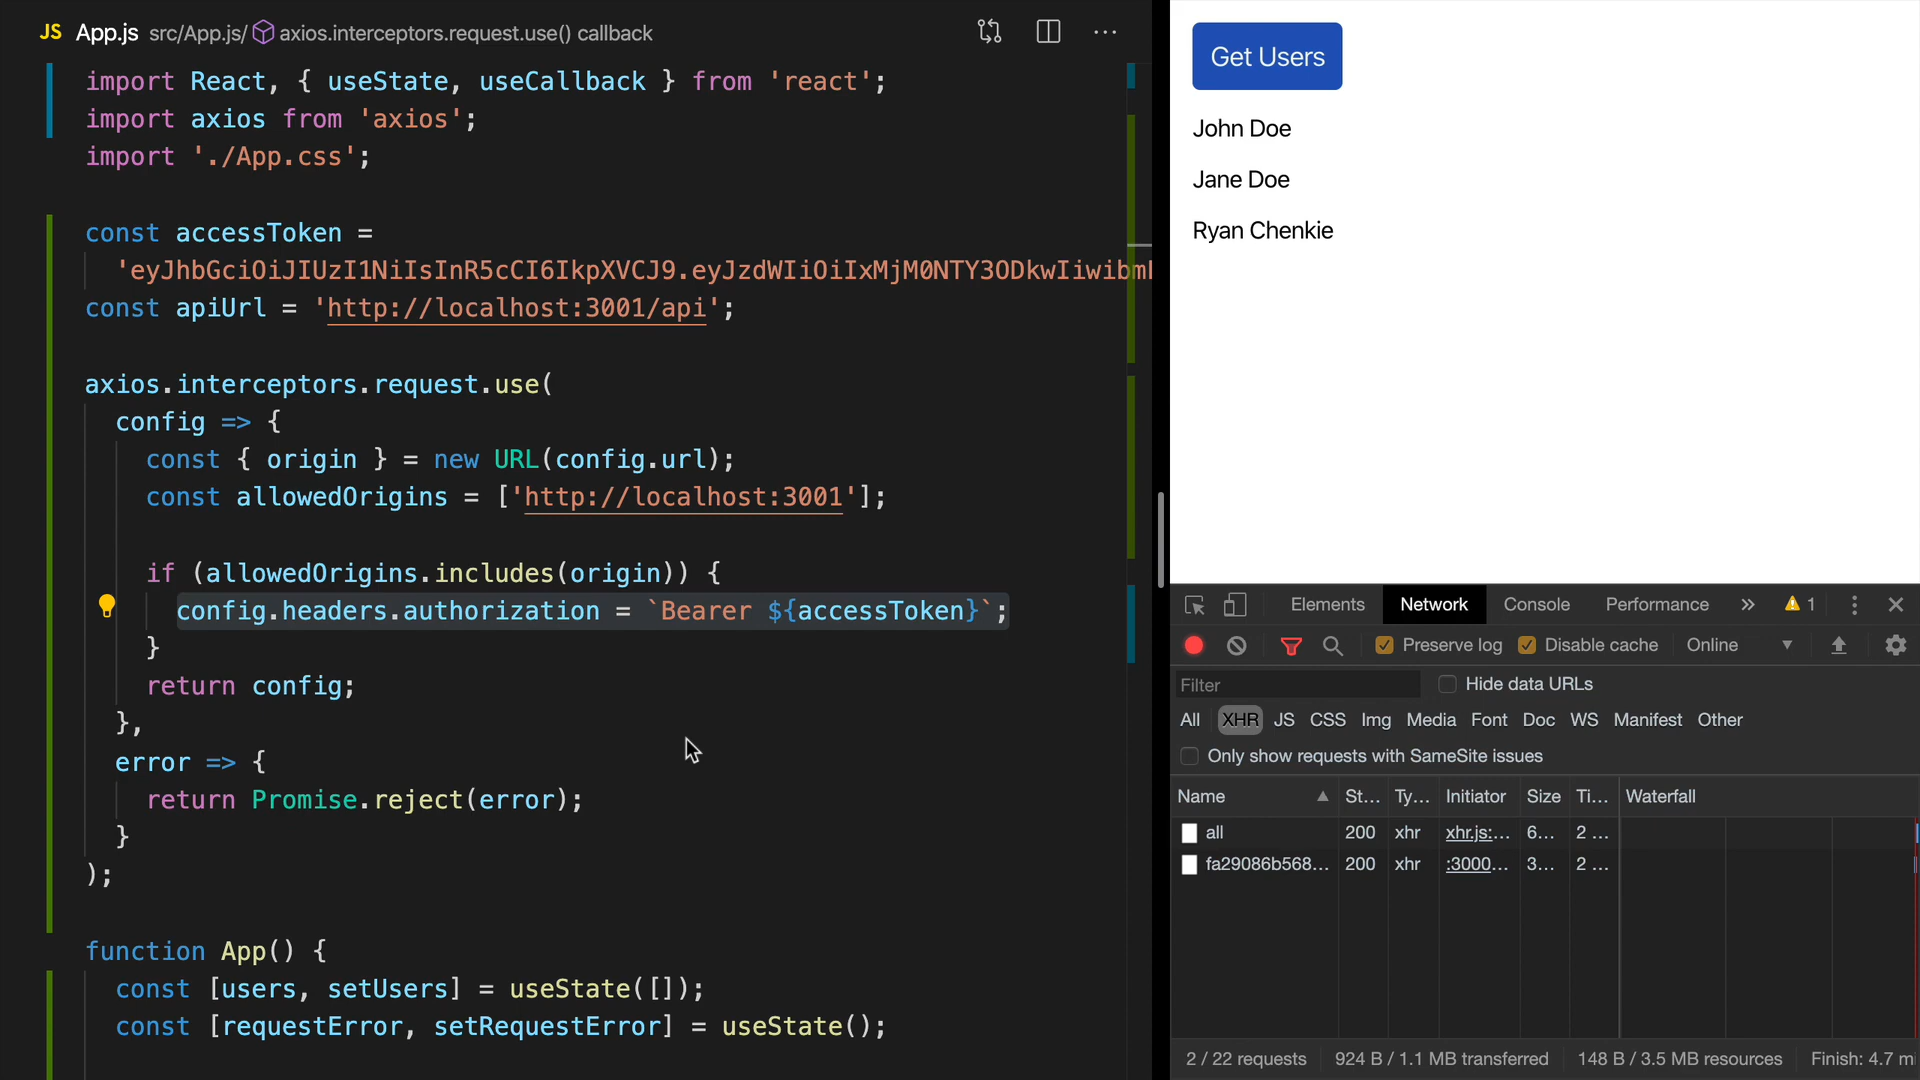 JS App.js src/App.js/ axios.interceptors.request.use() callback
import React, { useState, useCallback } from 'react';
import axios from 'axios';
import './App.css';
const accessToken =
'eyJhbGciOiJIUzI1NiIsInR5cCI6IkpXVCJ9.eyJzdWIiOiIxMjM0NTY3ODkwIiwibm
const apiUrl = 'http://localhost:3001/api';
axios.interceptors.request.use(
config => {
const { origin } = new URL(config.url);
const allowedOrigins = ['http://localhost:3001'];
if (allowedOrigins.includes(origin)) {
config.headers.authorization = `Bearer ${accessToken}`;
}
return config;
},
error => {
return Promise.reject(error);
}
);
function App() {
const [users, setUsers] = useState([]);
const [requestError, setRequestError] = useState();
Get Users
John Doe
Jane Doe
Ryan Chenkie
Elements Network Console Performance » 1
Preserve log Disable cache Online
Filter Hide data URLs
All XHR JS CSS Img Media Font Doc WS Manifest Other
Only show requests with SameSite issues
Name St... Ty... Initiator Size Ti... Waterfall
all 200 xhr xhr.js:... 6... 2 ...
fa29086b568... 200 xhr :3000... 3... 2 ...
2 / 22 requests 924 B / 1.1 MB transferred 148 B / 3.5 MB resources Finish: 4.7 mi